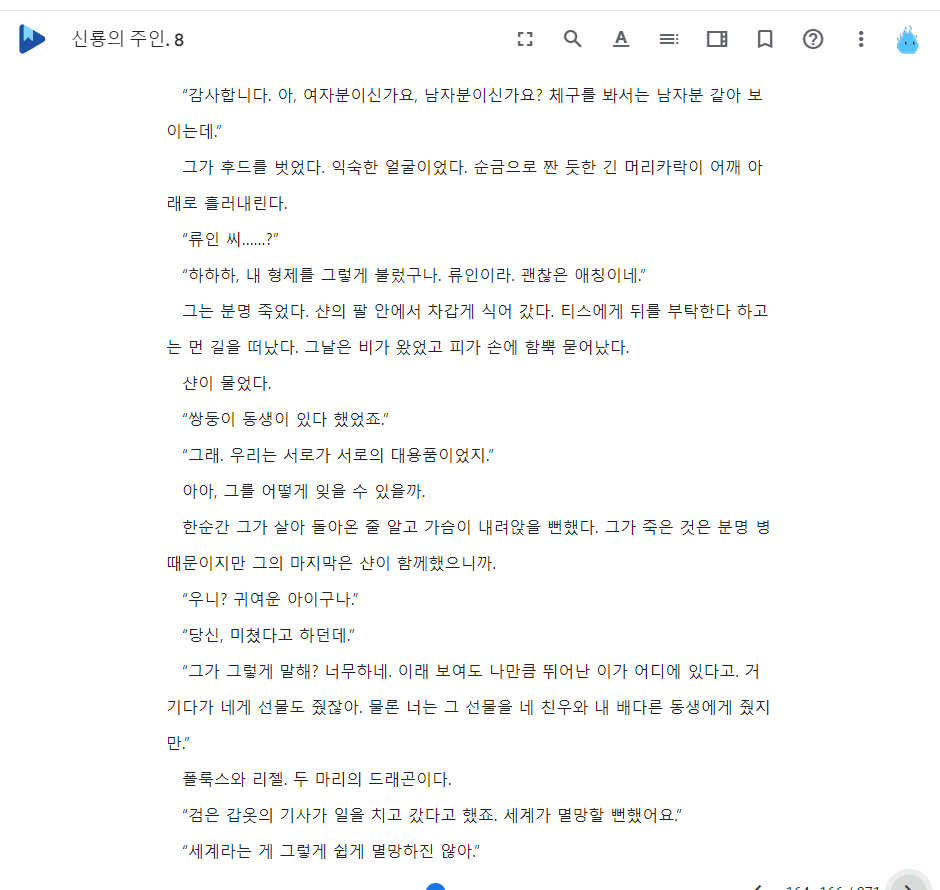 신룡의 주인. 8
“감사합니다. 아, 여자분이신가요, 남자분이신가요? 체구를 봐서는 남자분 같아 보
이는데.”
그가 후드를 벗었다. 익숙한 얼굴이었다. 순금으로 짠 듯한 긴 머리카락이 어깨 아
래로 흘러내린다.
“류인 씨……?”
“하하하, 내 형제를 그렇게 불렀구나. 류인이라. 괜찮은 애칭이네.”
그는 분명 죽었다. 샨의 팔 안에서 차갑게 식어 갔다. 티스에게 뒤를 부탁한다 하고
는 먼 길을 떠났다. 그날은 비가 왔었고 피가 손에 함뿍 묻어났다.
샨이 물었다.
“쌍둥이 동생이 있다 했었죠.”
“그래. 우리는 서로가 서로의 대용품이었지.”
아아, 그를 어떻게 잊을 수 있을까.
한순간 그가 살아 돌아온 줄 알고 가슴이 내려앉을 뻔했다. 그가 죽은 것은 분명 병
때문이지만 그의 마지막은 샨이 함께했으니까.
“우니? 귀여운 아이구나.”
“당신, 미쳤다고 하던데.”
“그가 그렇게 말해? 너무하네. 이래 보여도 나만큼 뛰어난 이가 어디에 있다고. 거
기다가 네게 선물도 줬잖아. 물론 너는 그 선물을 네 친우와 내 배다른 동생에게 줬지
만.”
폴룩스와 리젤. 두 마리의 드래곤이다.
“검은 갑옷의 기사가 일을 치고 갔다고 했죠. 세계가 멸망할 뻔했어요.”
“세계라는 게 그렇게 쉽게 멸망하진 않아.”